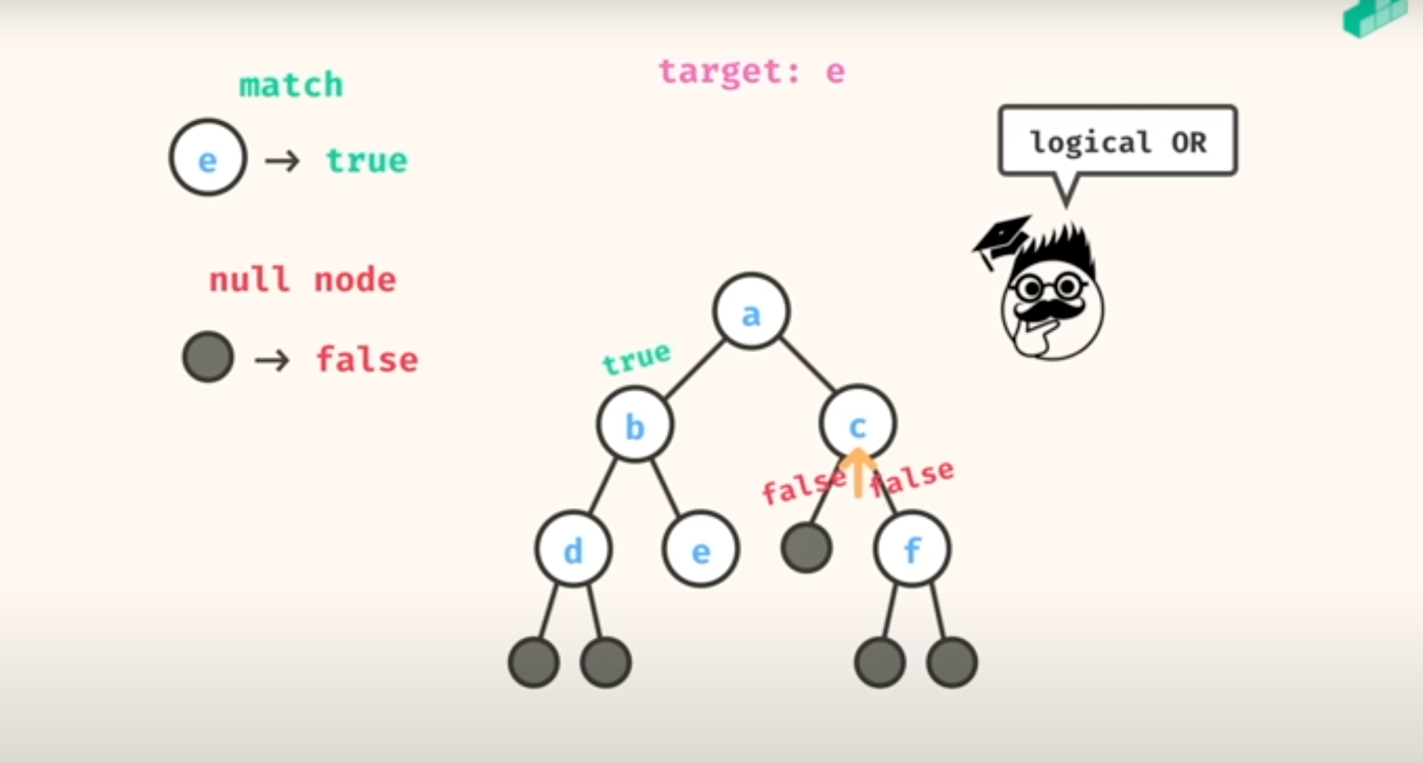 match
target: e
e → true
logical OR
null node
→ false
a
true
b
c
false
false
d
e
f